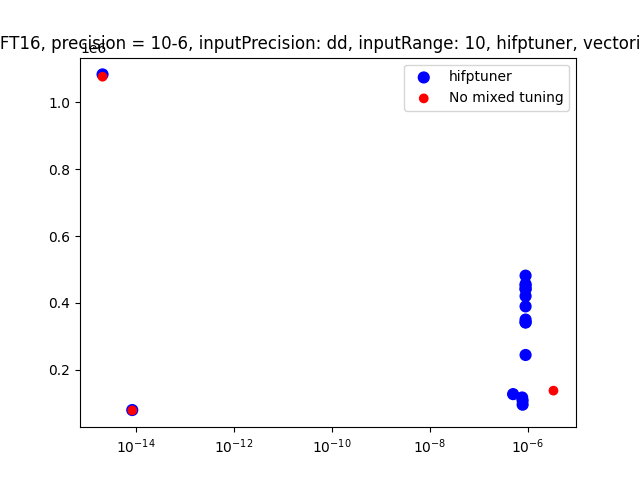 FT16, precision = 10-6, inputPrecision: dd, inputRange: 10, hifptuner, vectori
1e6
hifptuner
No mixed tuning
1.0
0.8
0.6
0.4
0.2
10⁻¹⁴ 10⁻¹² 10⁻¹⁰ 10⁻⁸ 10⁻⁶